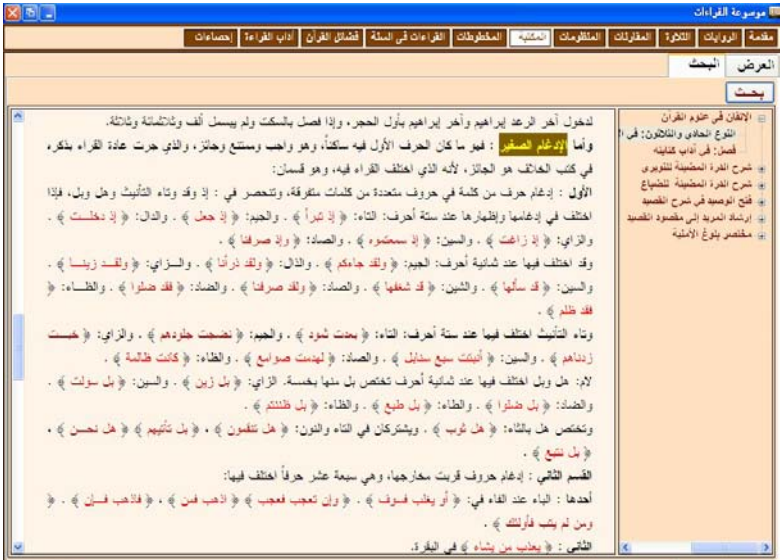 موسوعة القراءات
مقدمة الروايات التلاوة المقارنات المنظومات المكتبة المخطوطات القراءات في السنة فضائل القرآن آداب القراءة إحصاءات
العرض البحث
بحث
الإتقان في علوم القرآن
النوع الحادي والثلاثون: في ا
فصل: في آداب كتابته
شرح الدرة المضيئة للنويري
شرح الدرة المضيئة للضباع
فتح الوصيد في شرح القصيد
إرشاد المريد إلى مقصود القصيد
مختصر بلوغ الأمنية
لدخول آخر الرعد إبراهيم وآخر إبراهيم بأول الحجر، وإذا فصل بالسكت ولم يبسمل ألف وثلاثمائة وثلاثة.
وأما الإدغام الصغير : فهو ما كان الحرف الأول فيه ساكناً، وهو واجب وممتنع وجائز، والذي جرت عادة القراء بذكره
في كتب الخلاف هو الجائز، لأنه الذي اختلف القراء فيه، وهو قسمان:
الأول : إدغام حرف من كلمة في حروف متعددة من كلمات متفرقة، وتنحصر في : إذ وقد وتاء التأنيث وهل وبل، فإذا
اختلف في إدغامها وإظهارها عند ستة أحرف: التاء: ﴿ إذ تبرأ ﴾ . والجيم: ﴿ إذ جعل ﴾ . والدال: ﴿ إذ دخلت ﴾ .
والزاي: ﴿ إذ زاغت ﴾ . والسين: ﴿ إذ سمعتموه ﴾ . والصاد: ﴿ وإذ صرفنا ﴾ .
وقد اختلف فيها عند ثمانية أحرف: الجيم: ﴿ ولقد جاءكم ﴾ . والذال: ﴿ ولقد ذرأنا ﴾ . والزاي: ﴿ ولقد زينا ﴾ .
والسين: ﴿ قد سألها ﴾ . والشين: ﴿ قد شغفها ﴾ . والصاد: ﴿ ولقد صرفنا ﴾ . والضاد: ﴿ فقد ضلوا ﴾ . والظاء: ﴿
فقد ظلم ﴾ .
وتاء التأنيث اختلف فيها عند ستة أحرف: الثاء: ﴿ بعدت ثمود ﴾ . والجيم: ﴿ نضجت جلودهم ﴾ . والزاي: ﴿ خبت
زدناهم ﴾ . والسين: ﴿ أنبتت سبع سنابل ﴾ . والصاد: ﴿ لهدمت صوامع ﴾ . والظاء: ﴿ كانت ظالمة ﴾ .
لام: هل وبل اختلف فيها عند ثمانية أحرف تختص بل منها بخمسة. الزاي: ﴿ بل زين ﴾ . والسين: ﴿ بل سولت ﴾ .
والضاد: ﴿ بل ضلوا ﴾ . والطاء: ﴿ بل طبع ﴾ . والظاء: ﴿ بل ظننتم ﴾ .
وتختص هل بالثاء: ﴿ هل ثوب ﴾ . ويشتركان في التاء والنون: ﴿ هل تنقمون ﴾ ، ﴿ بل تأتيهم ﴾ ﴿ هل نحن ﴾ ،
﴿ بل نتبع ﴾ .
القسم الثاني : إدغام حروف قربت مخارجها، وهي سبعة عشر حرفاً اختلف فيها:
أحدها : الباء عند الفاء في: ﴿ أو يغلب فسوف ﴾ . ﴿ وإن تعجب فعجب ﴾ ﴿ اذهب فمن ﴾ ، ﴿ فاذهب فإن ﴾ . ﴿
ومن لم يتب فأولئك ﴾ .
الثاني : ﴿ يعذب من يشاء ﴾ في البقرة.